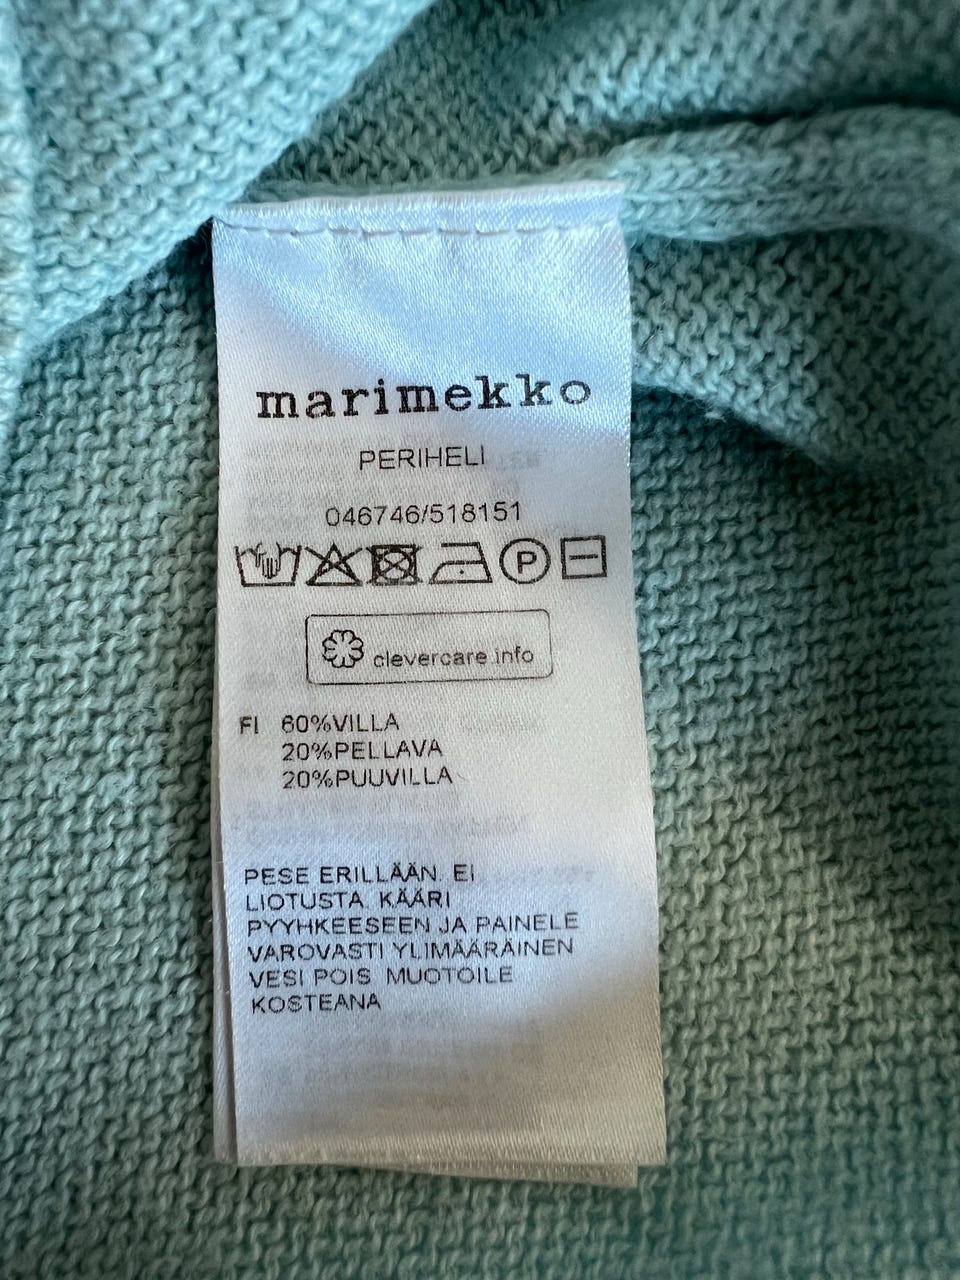 marimekko
PERIHELI
046746/518151
P
clevercare.info
FI 60%VILLA
20%PELLAVA
20%PUUVILLA
PESE ERILLÄÄN. EI
LIOTUSTA. KÄÄRI
PYYHKEESEEN JA PAINELE
VAROVASTI YLIMÄÄRÄINEN
VESI POIS. MUOTOILE
KOSTEANA